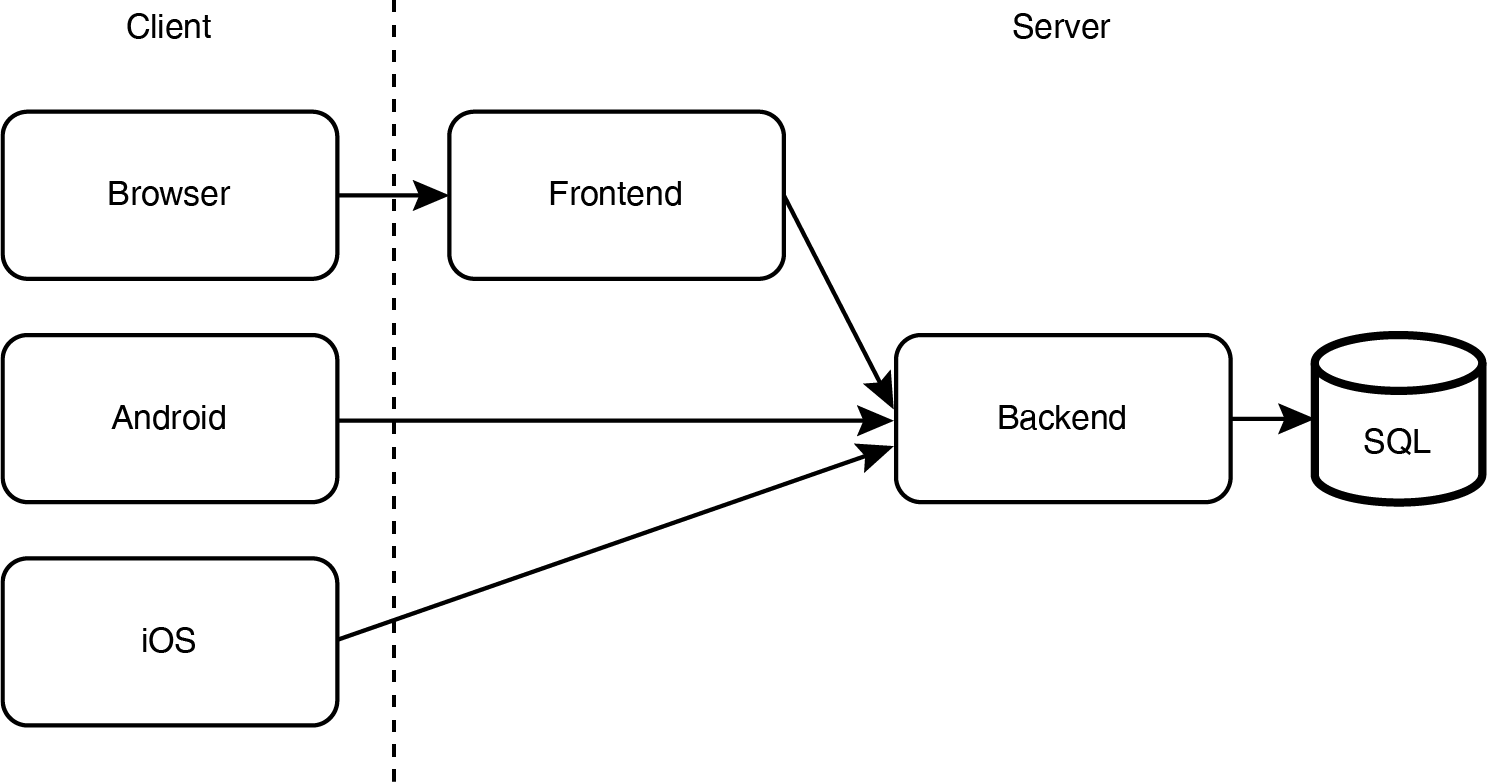 Client
Server
Browser
Frontend
Android
Backend
SQL
iOS